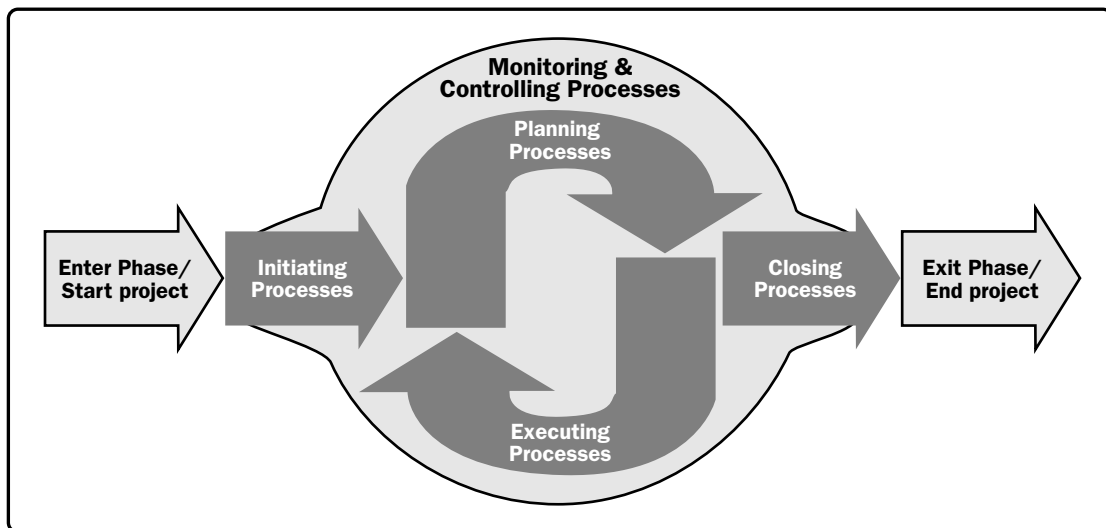 Monitoring &
Controlling Processes
Planning
Processes
Enter Phase/
Start project
Initiating
Processes
Closing
Processes
Exit Phase/
End project
Executing
Processes